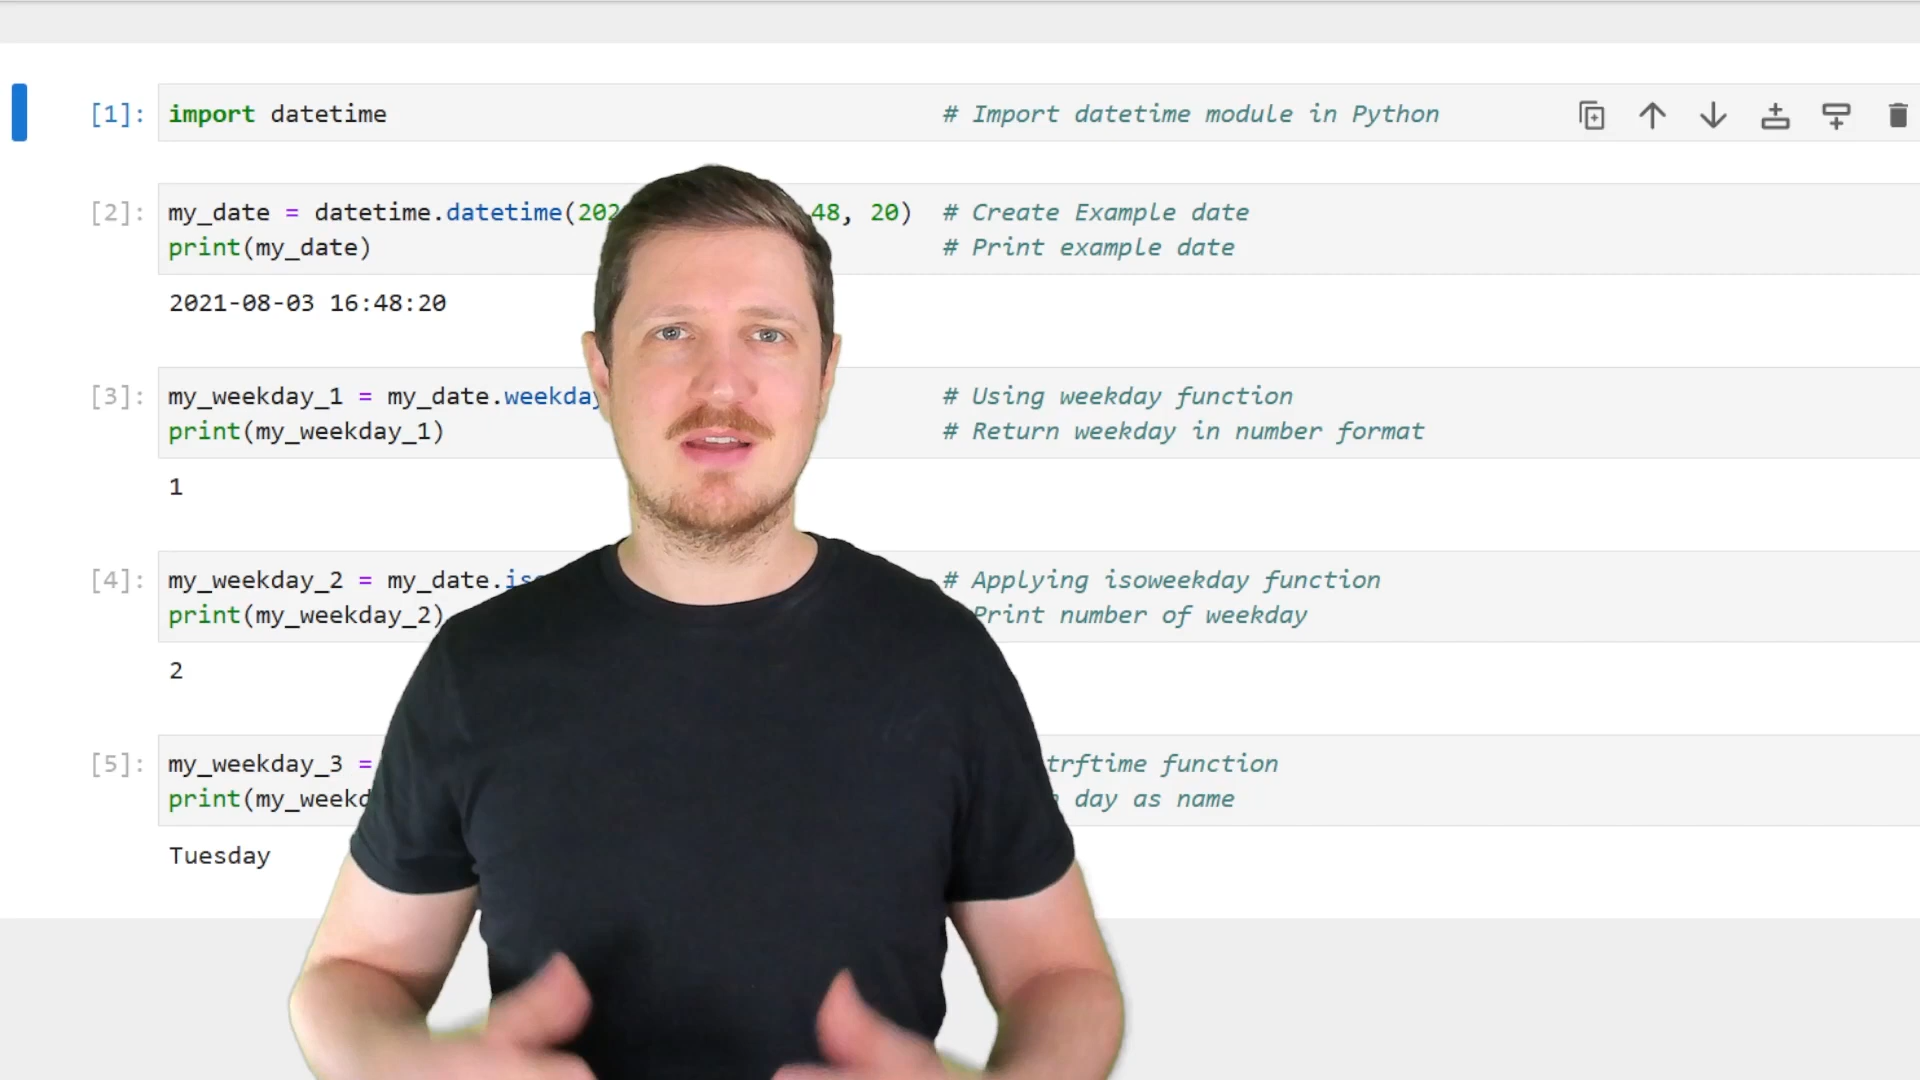 [1]: import datetime # Import datetime module in Python
[2]: my_date = datetime.datetime(202 48, 20) # Create Example date
print(my_date) # Print example date
2021-08-03 16:48:20
[3]: my_weekday_1 = my_date.weekday # Using weekday function
print(my_weekday_1) # Return weekday in number format
1
[4]: my_weekday_2 = my_date.is # Applying isoweekday function
print(my_weekday_2) Print number of weekday
2
[5]: my_weekday_3 = trftime function
print(my_weekd day as name
Tuesday